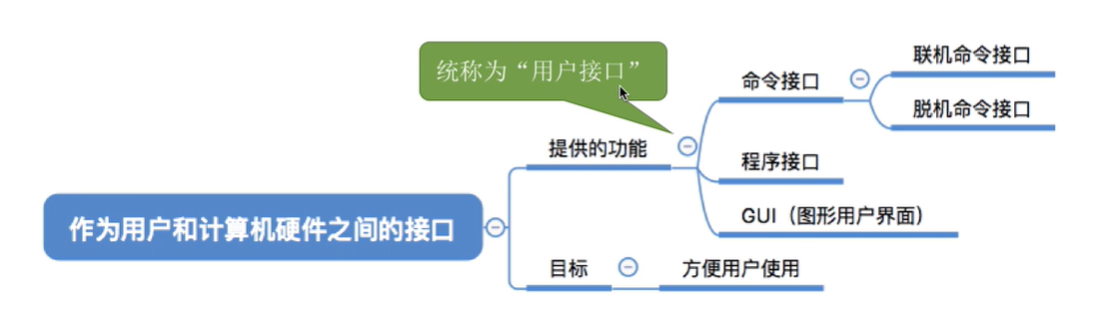 统称为“用户接口”
作为用户和计算机硬件之间的接口
提供的功能
命令接口
联机命令接口
脱机命令接口
程序接口
GUI（图形用户界面）
目标
方便用户使用